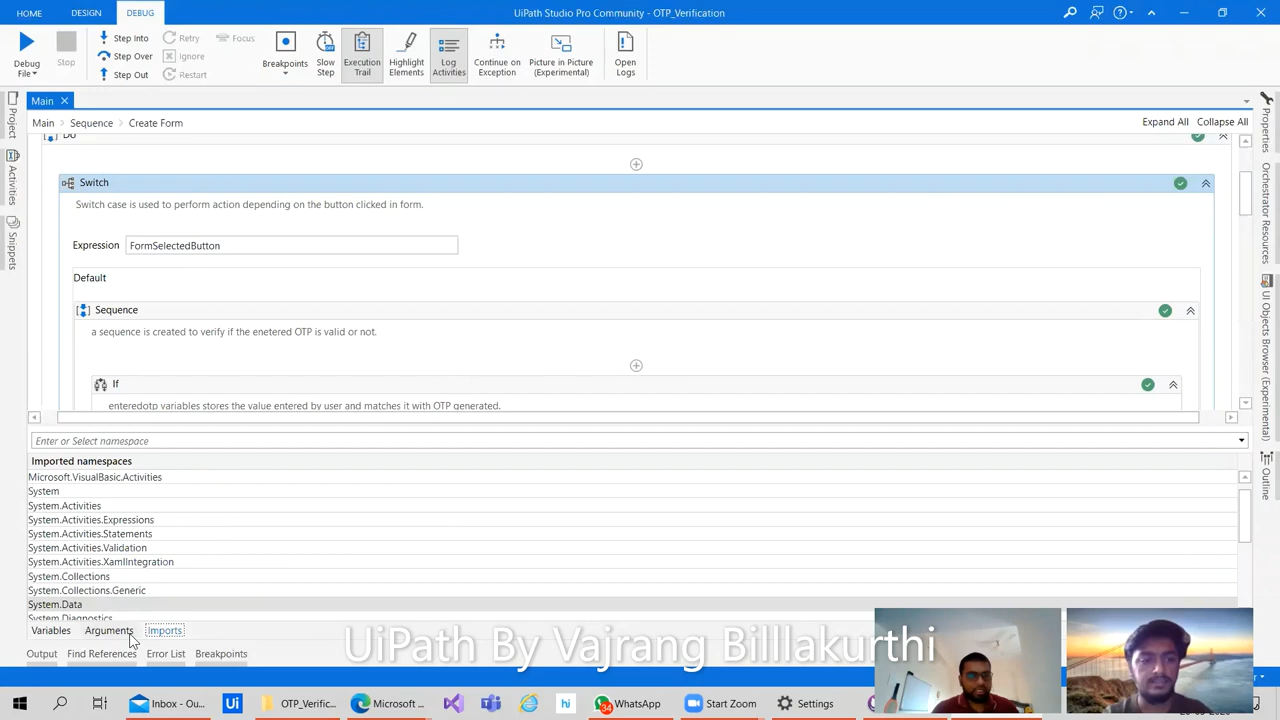 HOME DESIGN DEBUG UiPath Studio Pro Community - OTP_Verification
Debug File
Stop
Step Into
Step Over
Step Out
Retry
Ignore
Restart
Focus
Breakpoints
Slow Step
Execution Trail
Highlight Elements
Log Activities
Continue on Exception
Picture in Picture (Experimental)
Open Logs
Main
Main > Sequence > Create Form Expand All Collapse All
Do
Switch
Switch case is used to perform action depending on the button clicked in form.
Expression FormSelectedButton
Default
Sequence
a sequence is created to verify if the enetered OTP is valid or not.
If
enteredotp variables stores the value entered by user and matches it with OTP generated.
Enter or Select namespace
Imported namespaces
Microsoft.VisualBasic.Activities
System
System.Activities
System.Activities.Expressions
System.Activities.Statements
System.Activities.Validation
System.Activities.XamlIntegration
System.Collections
System.Collections.Generic
System.Data
System.Diagnostics
Variables Arguments Imports
Output Find References Error List Breakpoints
UiPath By Vajrang Billlakurthi
Project
Activities
Snippets
Properties
Orchestrator Resources
UI Objects Browser (Experimental)
Outline
Inbox - Ou...
Ui
OTP_Verific...
Microsoft ...
hi
34
WhatsApp
Start Zoom
Settings